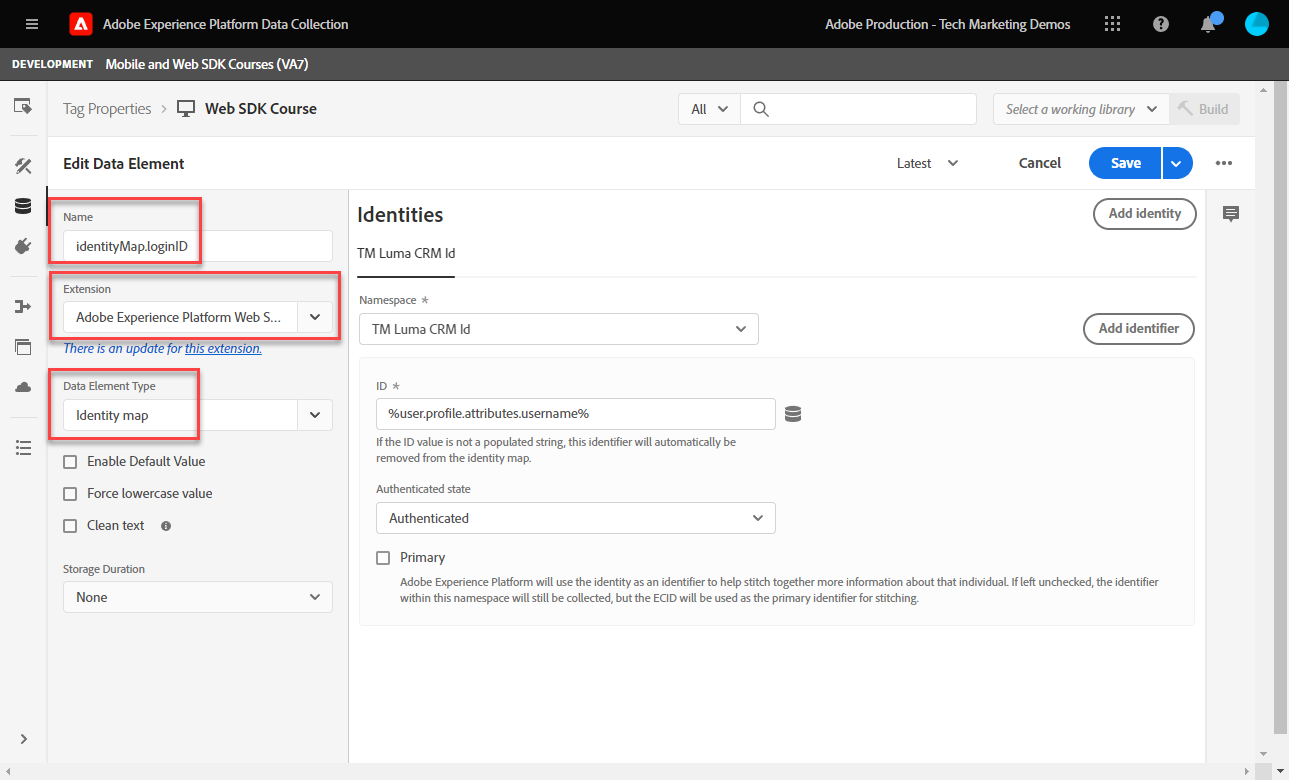 Adobe Experience Platform Data Collection
Adobe Production - Tech Marketing Demos
DEVELOPMENT Mobile and Web SDK Courses (VA7)
Tag Properties > Web SDK Course
All
Select a working library
Build
Edit Data Element
Latest
Cancel
Save
Name
identityMap.loginID
Extension
Adobe Experience Platform Web S...
There is an update for this extension.
Data Element Type
Identity map
Enable Default Value
Force lowercase value
Clean text
Storage Duration
None
Identities
Add identity
TM Luma CRM Id
Namespace *
TM Luma CRM Id
Add identifier
ID *
%user.profile.attributes.username%
If the ID value is not a populated string, this identifier will automatically be
removed from the identity map.
Authenticated state
Authenticated
Primary
Adobe Experience Platform will use the identity as an identifier to help stitch together more information about that individual. If left unchecked, the identifier
within this namespace will still be collected, but the ECID will be used as the primary identifier for stitching.